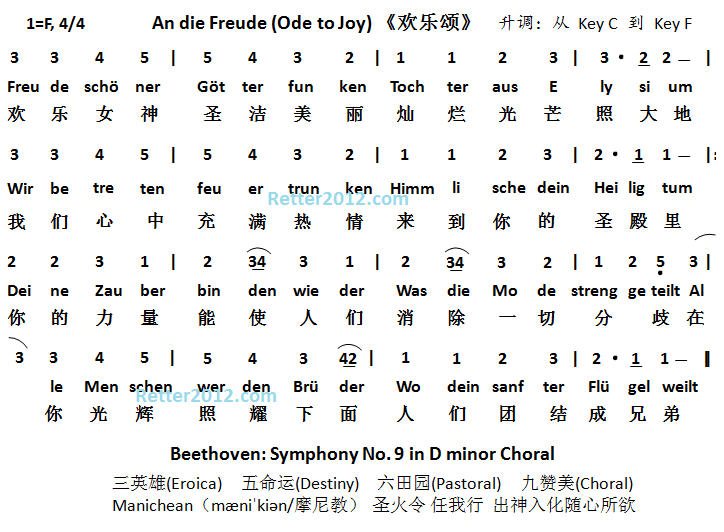 1=F, 4/4 An die Freude (Ode to Joy) 《欢乐颂》 升调：从 Key C 到 Key F
3 3 4 5 | 5 4 3 2 | 1 1 2 3 | 3 · 2 2 — |
Freu de schö ner Göt ter fun ken Toch ter aus E ly si um
欢 乐 女 神 圣 洁 美 丽 灿 烂 光 芒 照 大 地
3 3 4 5 | 5 4 3 2 | 1 1 2 3 | 2 · 1 1 — |:
Wir be tre ten feu er trun ken Himm li sche dein Hei lig tum
Retter2012.com
我 们 心 中 充 满 热 情 来 到 你 的 圣 殿 里
2 2 3 1 | 2 34 3 1 | 2 34 3 2 | 1 2 5 3 |
Dei ne Zau ber bin den wie der Was die Mo de streng ge teilt Al
你 的 力 量 能 使 人 们 消 除 一 切 分 歧 在
3 3 4 5 | 5 4 3 42 | 1 1 2 3 | 2 · 1 1 — ‖
le Men schen wer den Brü der Wo dein sanf ter Flü gel weilt
Retter2012.com
你 光 辉 照 耀 下 面 人 们 团 结 成 兄 弟
Beethoven: Symphony No. 9 in D minor Choral
三英雄(Eroica) 五命运(Destiny) 六田园(Pastoral) 九赞美(Choral)
Manichean（mæniˈkiən/摩尼教） 圣火令 任我行 出神入化随心所欲